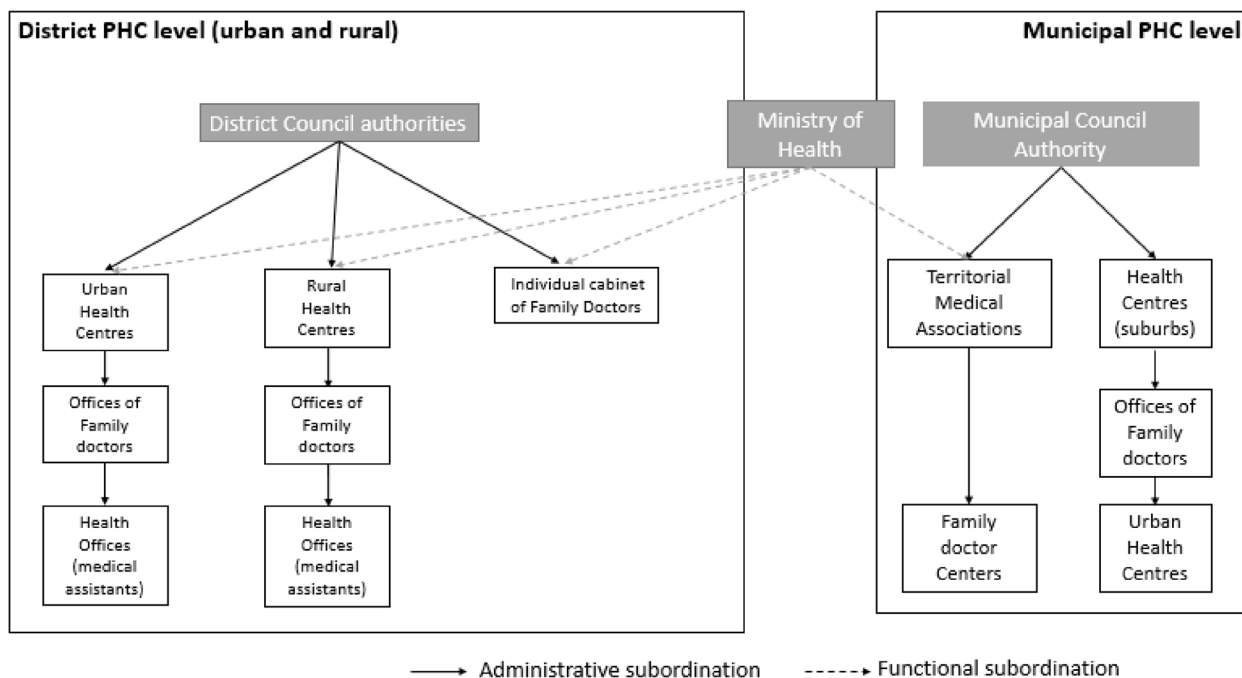 District PHC level (urban and rural)
Municipal PHC level
District Council authorities
Ministry of
Health
Municipal Council
Authority
Urban
Health
Centres
Rural
Health
Centres
Individual cabinet
of Family Doctors
Territorial
Medical
Associations
Health
Centres
(suburbs)
Offices of
Family
doctors
Offices of
Family
doctors
Offices of
Family
doctors
Health
Offices
(medical
assistants)
Health
Offices
(medical
assistants)
Family
doctor
Centers
Urban
Health
Centres
Administrative subordination
Functional subordination